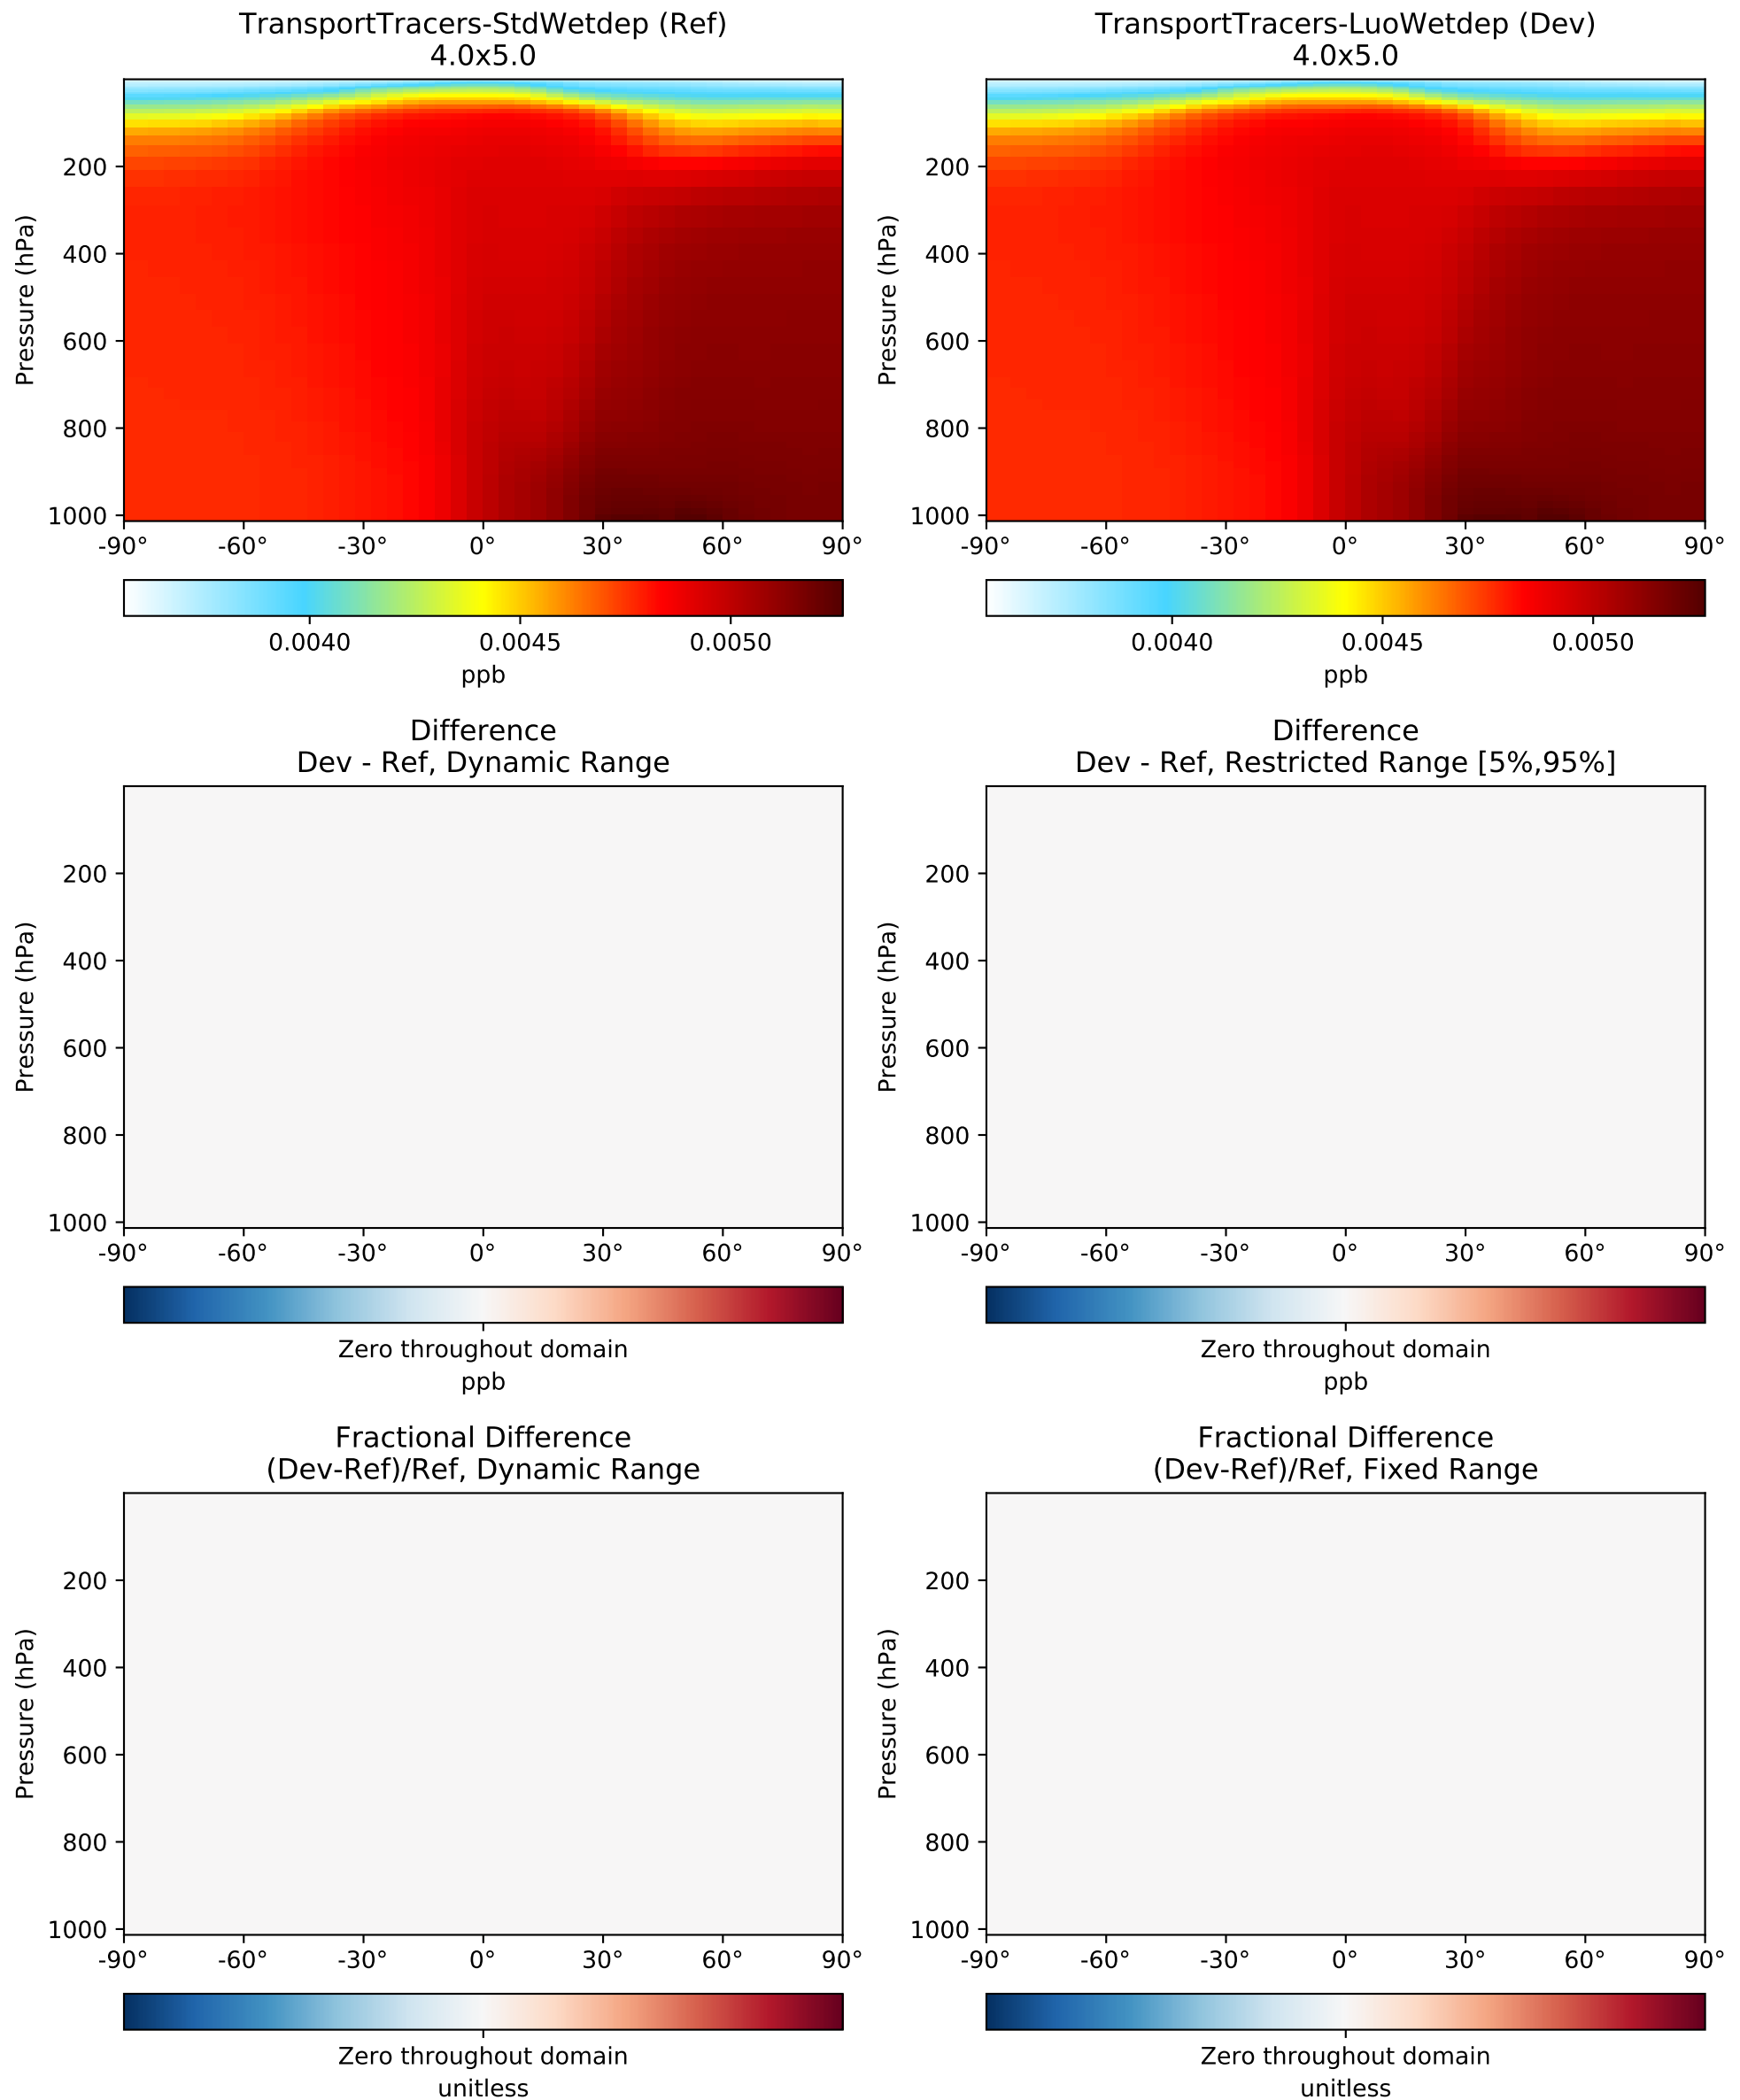 TransportTracers-StdWetdep (Ref)
4.0x5.0
Pressure (hPa)
200
400
600
800
1000
-90° -60° -30° 0° 30° 60° 90°
0.0040 0.0045 0.0050
ppb
TransportTracers-LuoWetdep (Dev)
4.0x5.0
Pressure (hPa)
200
400
600
800
1000
-90° -60° -30° 0° 30° 60° 90°
0.0040 0.0045 0.0050
ppb
Difference
Dev - Ref, Dynamic Range
Pressure (hPa)
200
400
600
800
1000
-90° -60° -30° 0° 30° 60° 90°
Zero throughout domain
ppb
Difference
Dev - Ref, Restricted Range [5%,95%]
Pressure (hPa)
200
400
600
800
1000
-90° -60° -30° 0° 30° 60° 90°
Zero throughout domain
ppb
Fractional Difference
(Dev-Ref)/Ref, Dynamic Range
Pressure (hPa)
200
400
600
800
1000
-90° -60° -30° 0° 30° 60° 90°
Zero throughout domain
unitless
Fractional Difference
(Dev-Ref)/Ref, Fixed Range
Pressure (hPa)
200
400
600
800
1000
-90° -60° -30° 0° 30° 60° 90°
Zero throughout domain
unitless